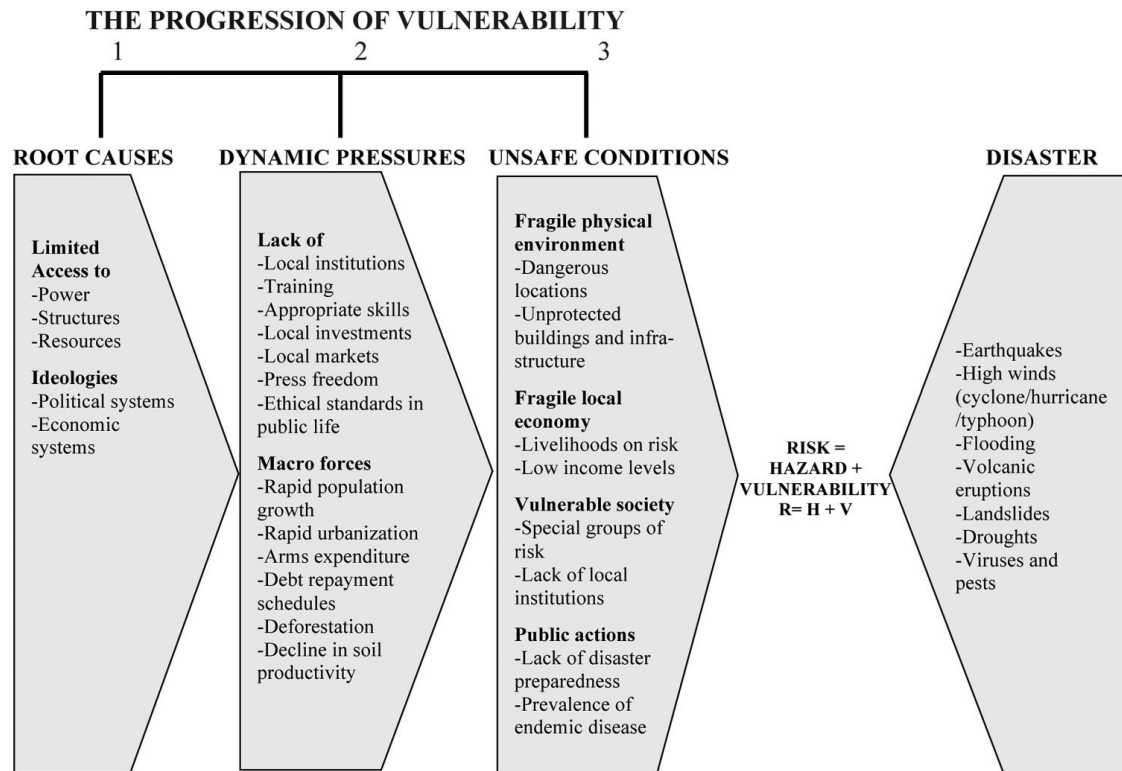 THE PROGRESSION OF VULNERABILITY
1 2 3
ROOT CAUSES
Limited
Access to
-Power
-Structures
-Resources
Ideologies
-Political systems
-Economic
systems
DYNAMIC PRESSURES
Lack of
-Local institutions
-Training
-Appropriate skills
-Local investments
-Local markets
-Press freedom
-Ethical standards in
public life
Macro forces
-Rapid population
growth
-Rapid urbanization
-Arms expenditure
-Debt repayment
schedules
-Deforestation
-Decline in soil
productivity
UNSAFE CONDITIONS
Fragile physical
environment
-Dangerous
locations
-Unprotected
buildings and infra-
structure
Fragile local
economy
-Livelihoods on risk
-Low income levels
Vulnerable society
-Special groups of
risk
-Lack of local
institutions
Public actions
-Lack of disaster
preparedness
-Prevalence of
endemic disease
RISK =
HAZARD +
VULNERABILITY
R= H + V
DISASTER
-Earthquakes
-High winds
(cyclone/hurricane
/typhoon)
-Flooding
-Volcanic
eruptions
-Landslides
-Droughts
-Viruses and
pests